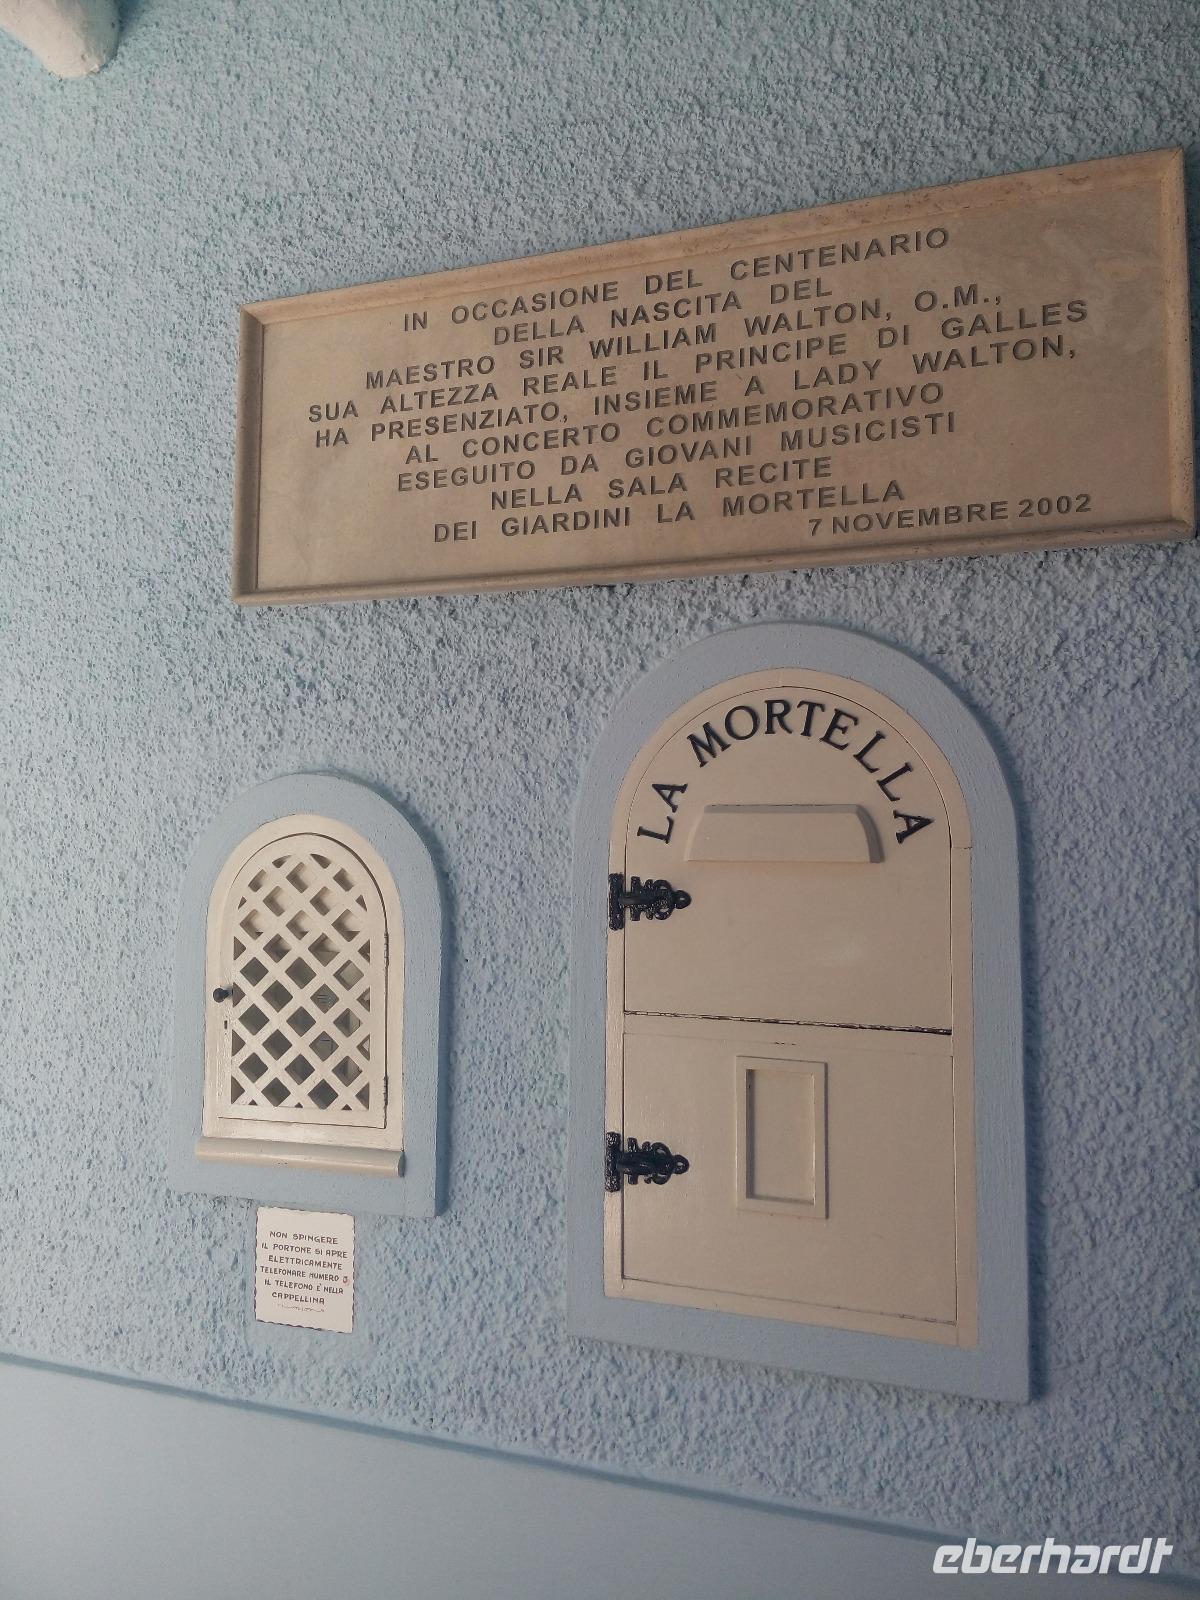 IN OCCASIONE DEL CENTENARIO
DELLA NASCITA DEL
MAESTRO SIR WILLIAM WALTON, O.M.,
SUA ALTEZZA REALE IL PRINCIPE DI GALLES
HA PRESENZIATO, INSIEME A LADY WALTON,
AL CONCERTO COMMEMORATIVO
ESEGUITO DA GIOVANI MUSICISTI
NELLA SALA RECITE
DEI GIARDINI LA MORTELLA
7 NOVEMBRE 2002
LA MORTELLA
NON SPINGERE
IL PORTONE SI APRE
ELETTRICAMENTE
TELEFONARE NUMERO 3
IL TELEFONO E' NELLA
CAPPELLINA
eberhardt